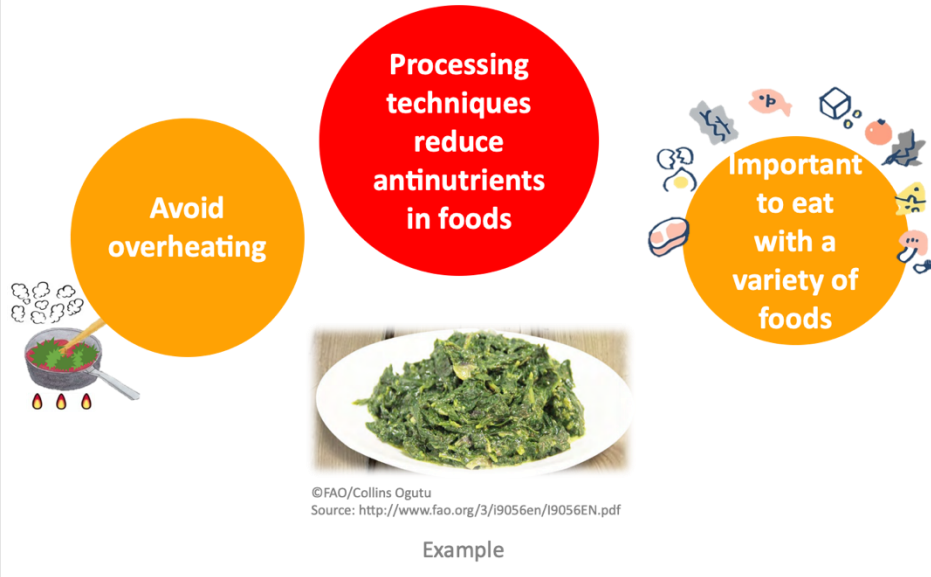 Processing
techniques
reduce
antinutrients
in foods
Avoid
overheating
Important
to eat
with a
variety of
foods
©FAO/Collins Ogutu
Source: http://www.fao.org/3/i9056en/I9056EN.pdf
Example